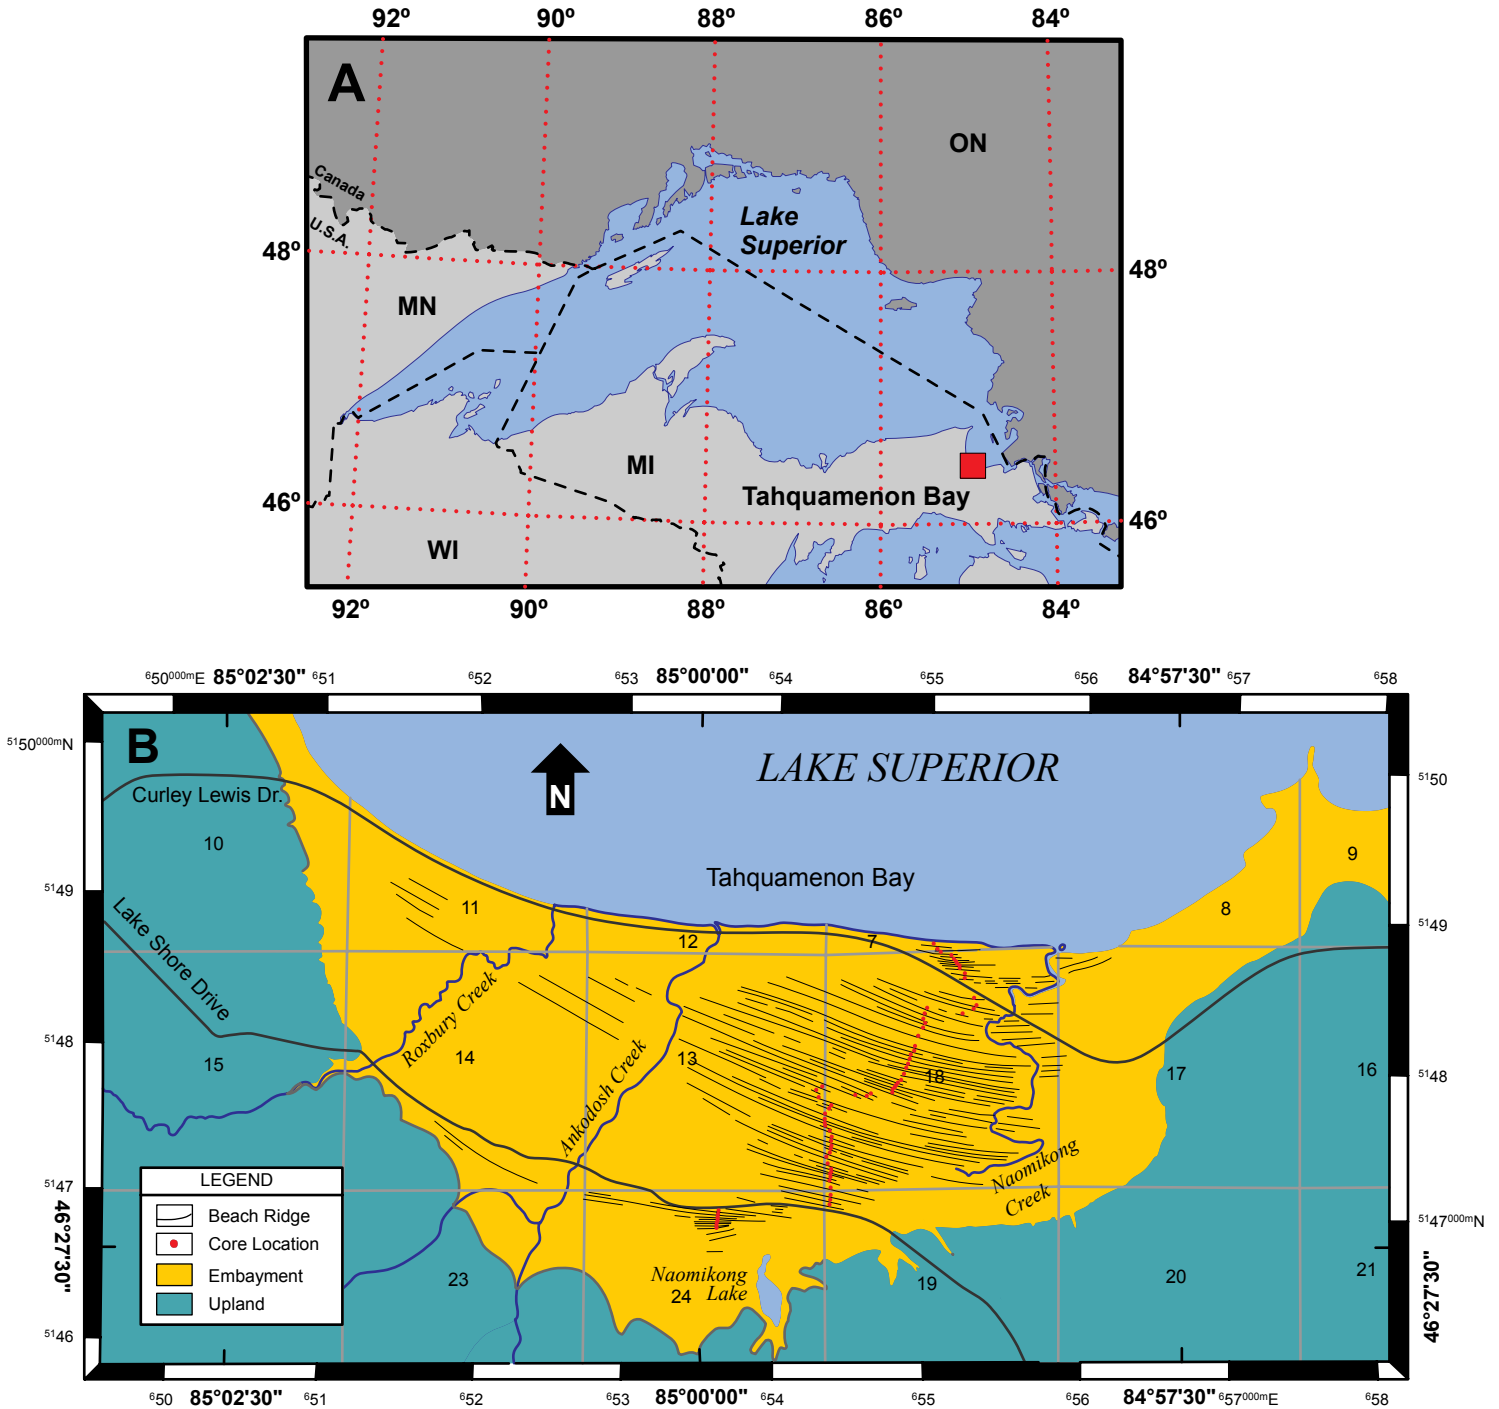 92º 90º 88º 86º 84º
A
ON
Canada
U.S.A.
Lake
Superior
48º
48º
MN
MI
Tahquamenon Bay
46º
46º
WI
92º 90º 88º 86º 84º
650000mE 85°02'30" 651 652 653 85°00'00" 654 655 656 84°57'30" 657 658
B
5150000mN
LAKE SUPERIOR
5150
N
Curley Lewis Dr.
10
9
Tahquamenon Bay
5149
11
8
5149
Lake Shore Drive
12
7
Roxbury Creek
5148
14
13
15
18
17
16
5148
Ankodosh Creek
Naomikong
Creek
5147
LEGEND
Beach Ridge
Core Location
Embayment
Upland
5147000mN
46°27'30"
46°27'30"
23
Naomikong
Lake
24
19
20
21
5146
650 85°02'30" 651 652 653 85°00'00" 654 655 656 84°57'30" 657000mE 658